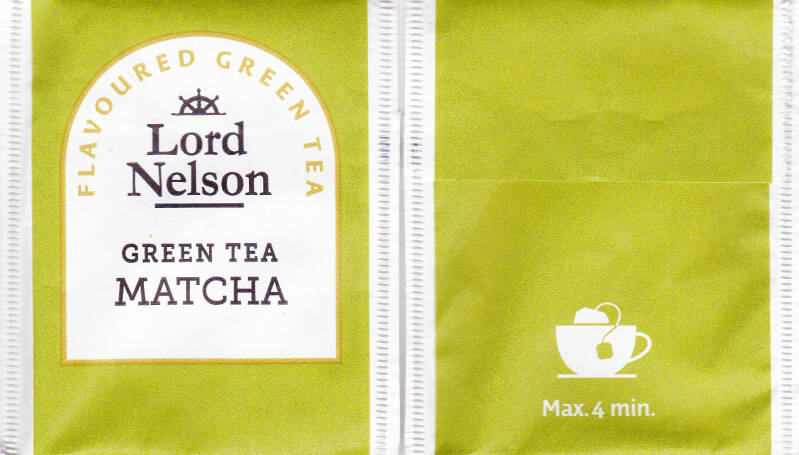 FLAVOURED GREEN TEA
Lord
Nelson
GREEN TEA
MATCHA
Max. 4 min.